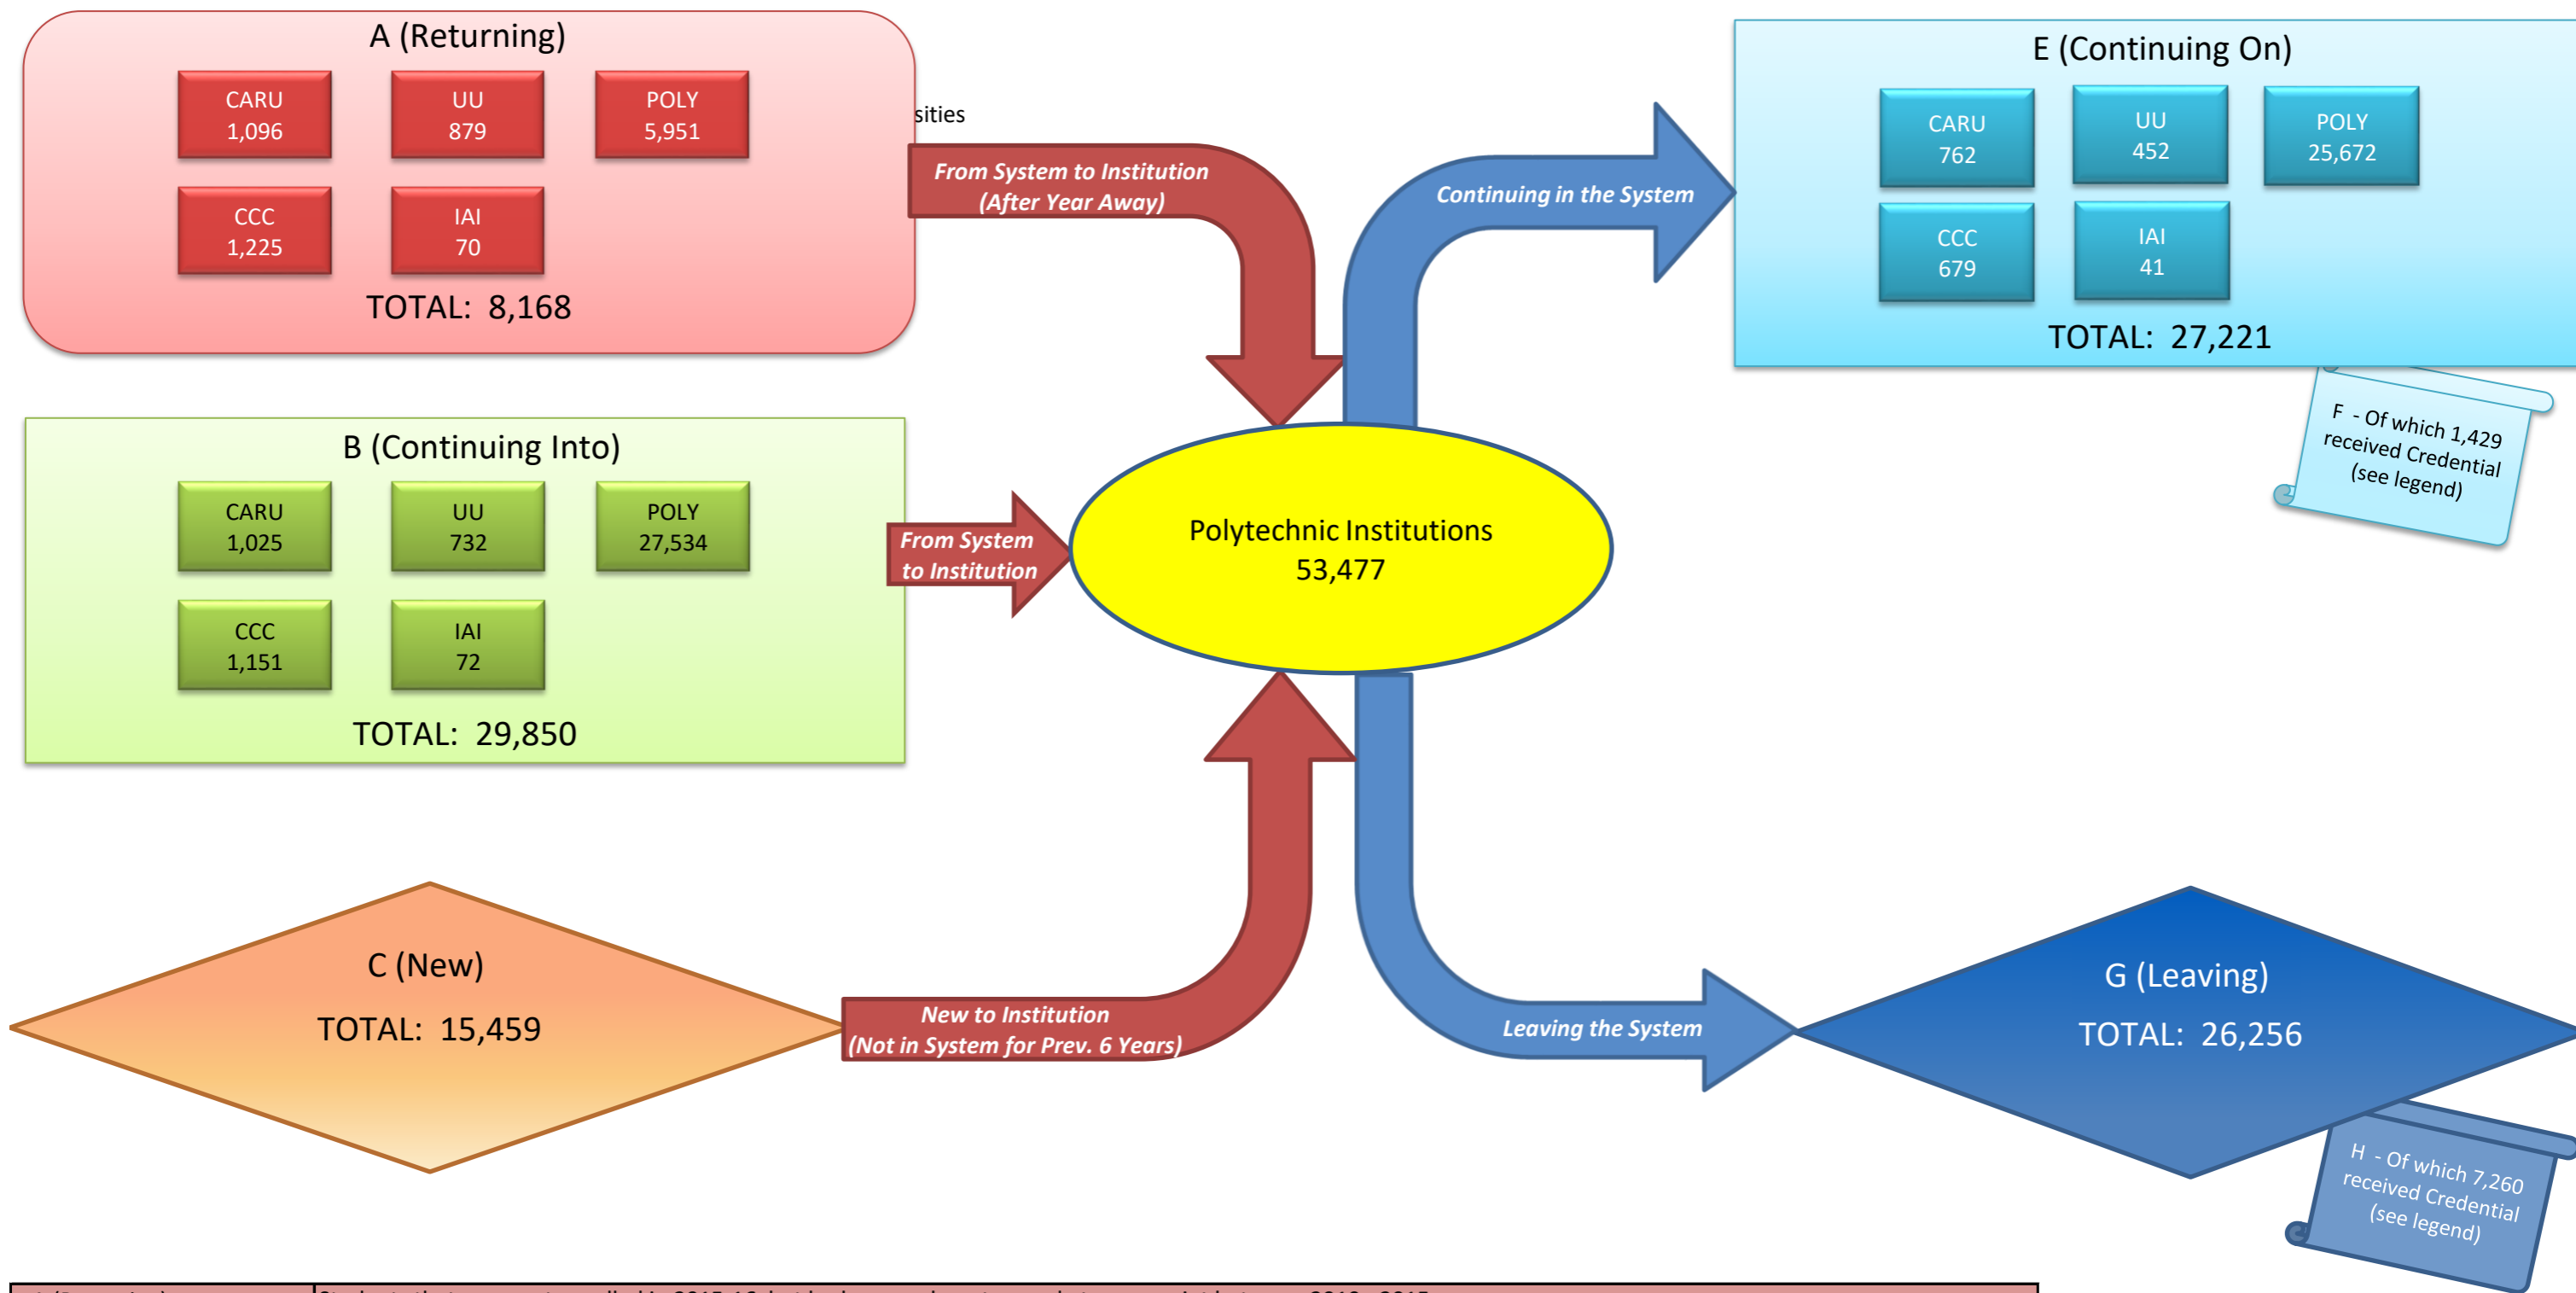 A (Returning)
CARU
1,096
UU
879
POLY
5,951
CCC
1,225
IAI
70
TOTAL: 8,168
sities
From System to Institution
(After Year Away)
Continuing in the System
E (Continuing On)
CARU
762
UU
452
POLY
25,672
CCC
679
IAI
41
TOTAL: 27,221
F - Of which 1,429
received Credential
(see legend)
B (Continuing Into)
CARU
1,025
UU
732
POLY
27,534
CCC
1,151
IAI
72
TOTAL: 29,850
From System
to Institution
Polytechnic Institutions
53,477
C (New)
TOTAL: 15,459
New to Institution
(Not in System for Prev. 6 Years)
Leaving the System
G (Leaving)
TOTAL: 26,256
H - Of which 7,260
received Credential
(see legend)